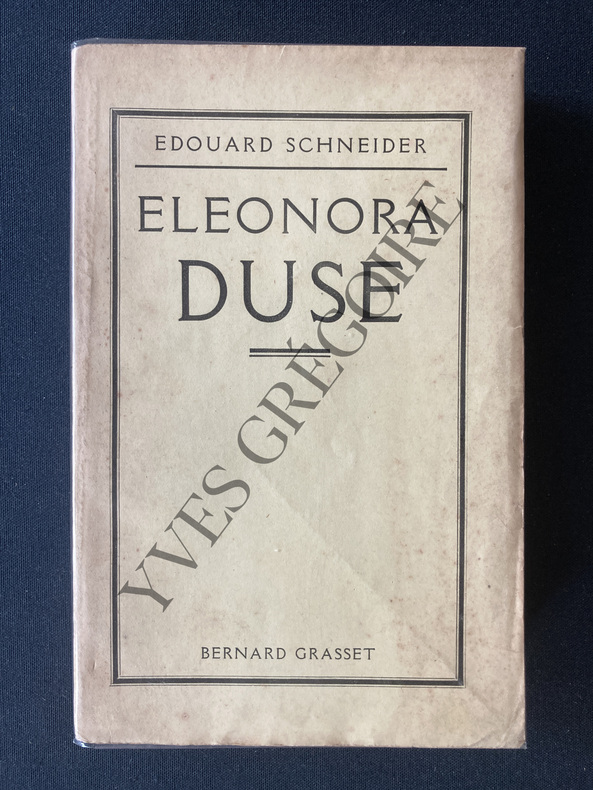 EDOUARD SCHNEIDER
ELEONORA
DUSE
YVES GRÉGOIRE
BERNARD GRASSET